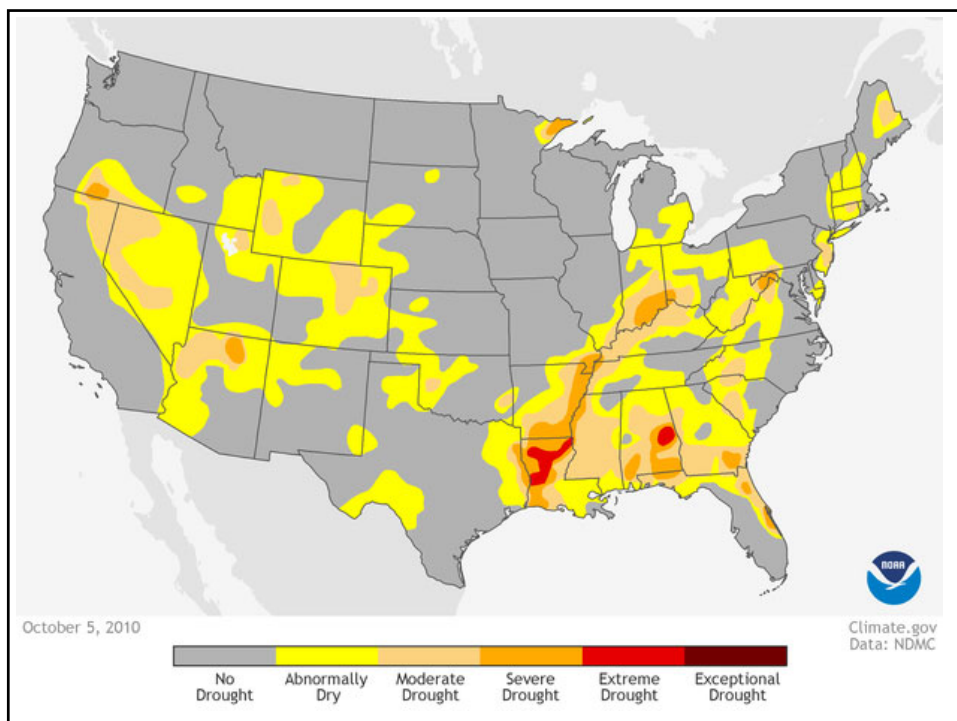 NOAA
October 5, 2010
Climate.gov
Data: NDMC
No Drought
Abnormally Dry
Moderate Drought
Severe Drought
Extreme Drought
Exceptional Drought